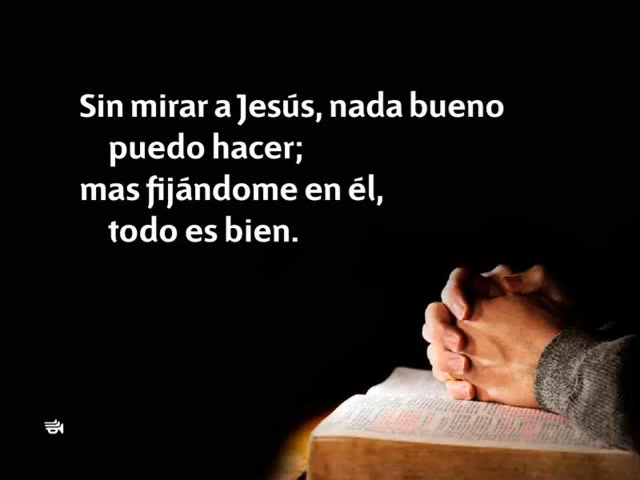 Sin mirar a Jesús, nada bueno
puedo hacer;
mas fijándome en él,
todo es bien.